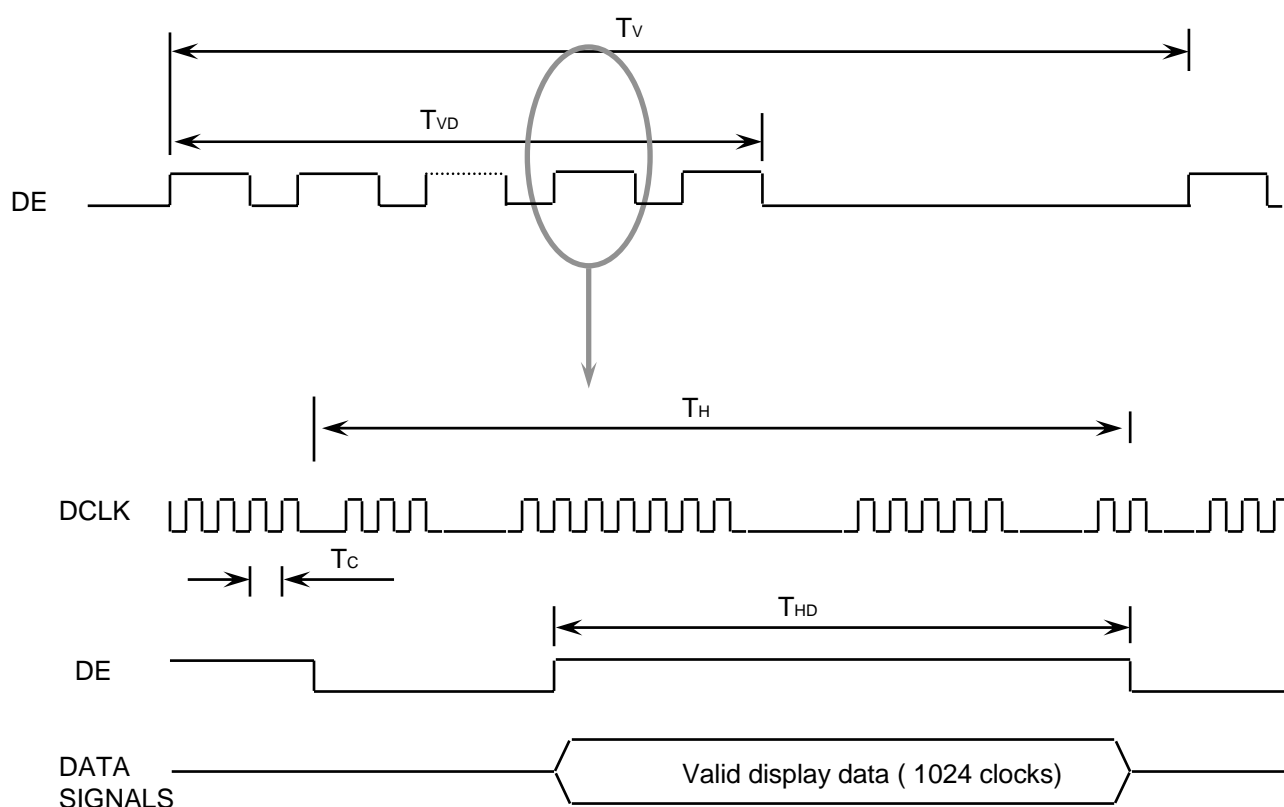 TV
TVD
DE
TH
DCLK
TC
THD
DE
DATA
SIGNALS
Valid display data ( 1024 clocks)